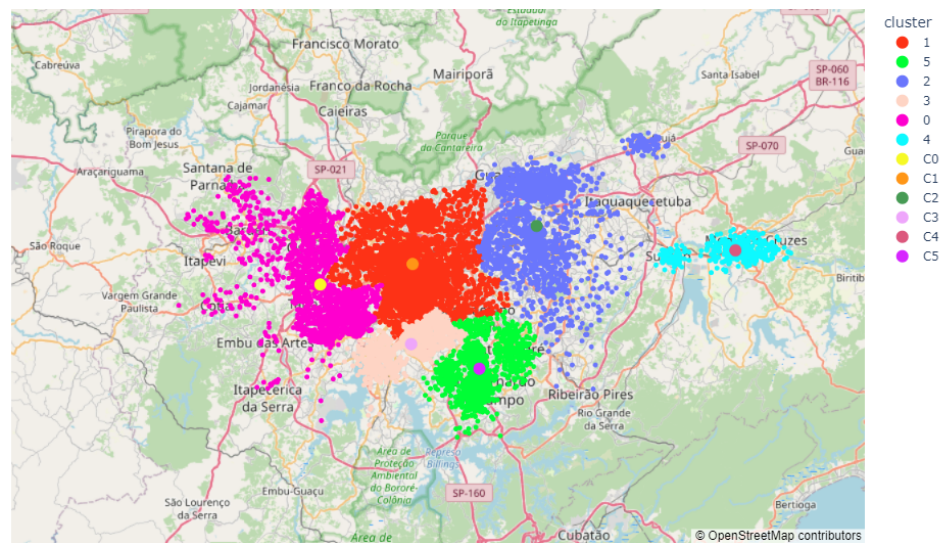 cluster
1
5
2
3
0
4
C0
C1
C2
C3
C4
C5
Francisco Morato
Cabreúva
Mairiporã
Santa Isabel
SP-060
BR-116
Jordanésia
Franco da Rocha
Cajamar
Caieiras
Pirapora do
Bom Jesus
Parque
da Cantareira
SP-070
Araçariguama
Santana de
SP-021
Itaquaquecetuba
São Roque
Itapevi
Cruzes
Vargem Grande
Paulista
Embu das Artes
Itapecerica
da Serra
Ribeirão Pires
Rio Grande
da Serra
Área de
Proteção
Ambiental
do Bororé-
Colônia
Represa
Billings
Embu-Guaçu
SP-160
São Lourenço
da Serra
Bertioga
Cubatão
Área de
© OpenStreetMap contributors